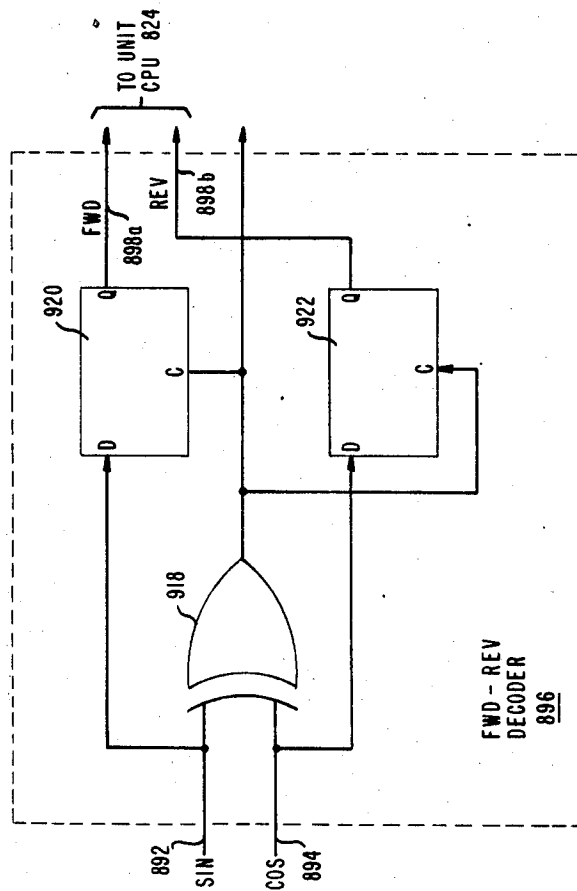 TO UNIT
CPU 824
FWD
898a
REV
898b
920
D
Q
C
922
D
Q
C
918
892
SIN
COS
894
FWD-REV
DECODER
896